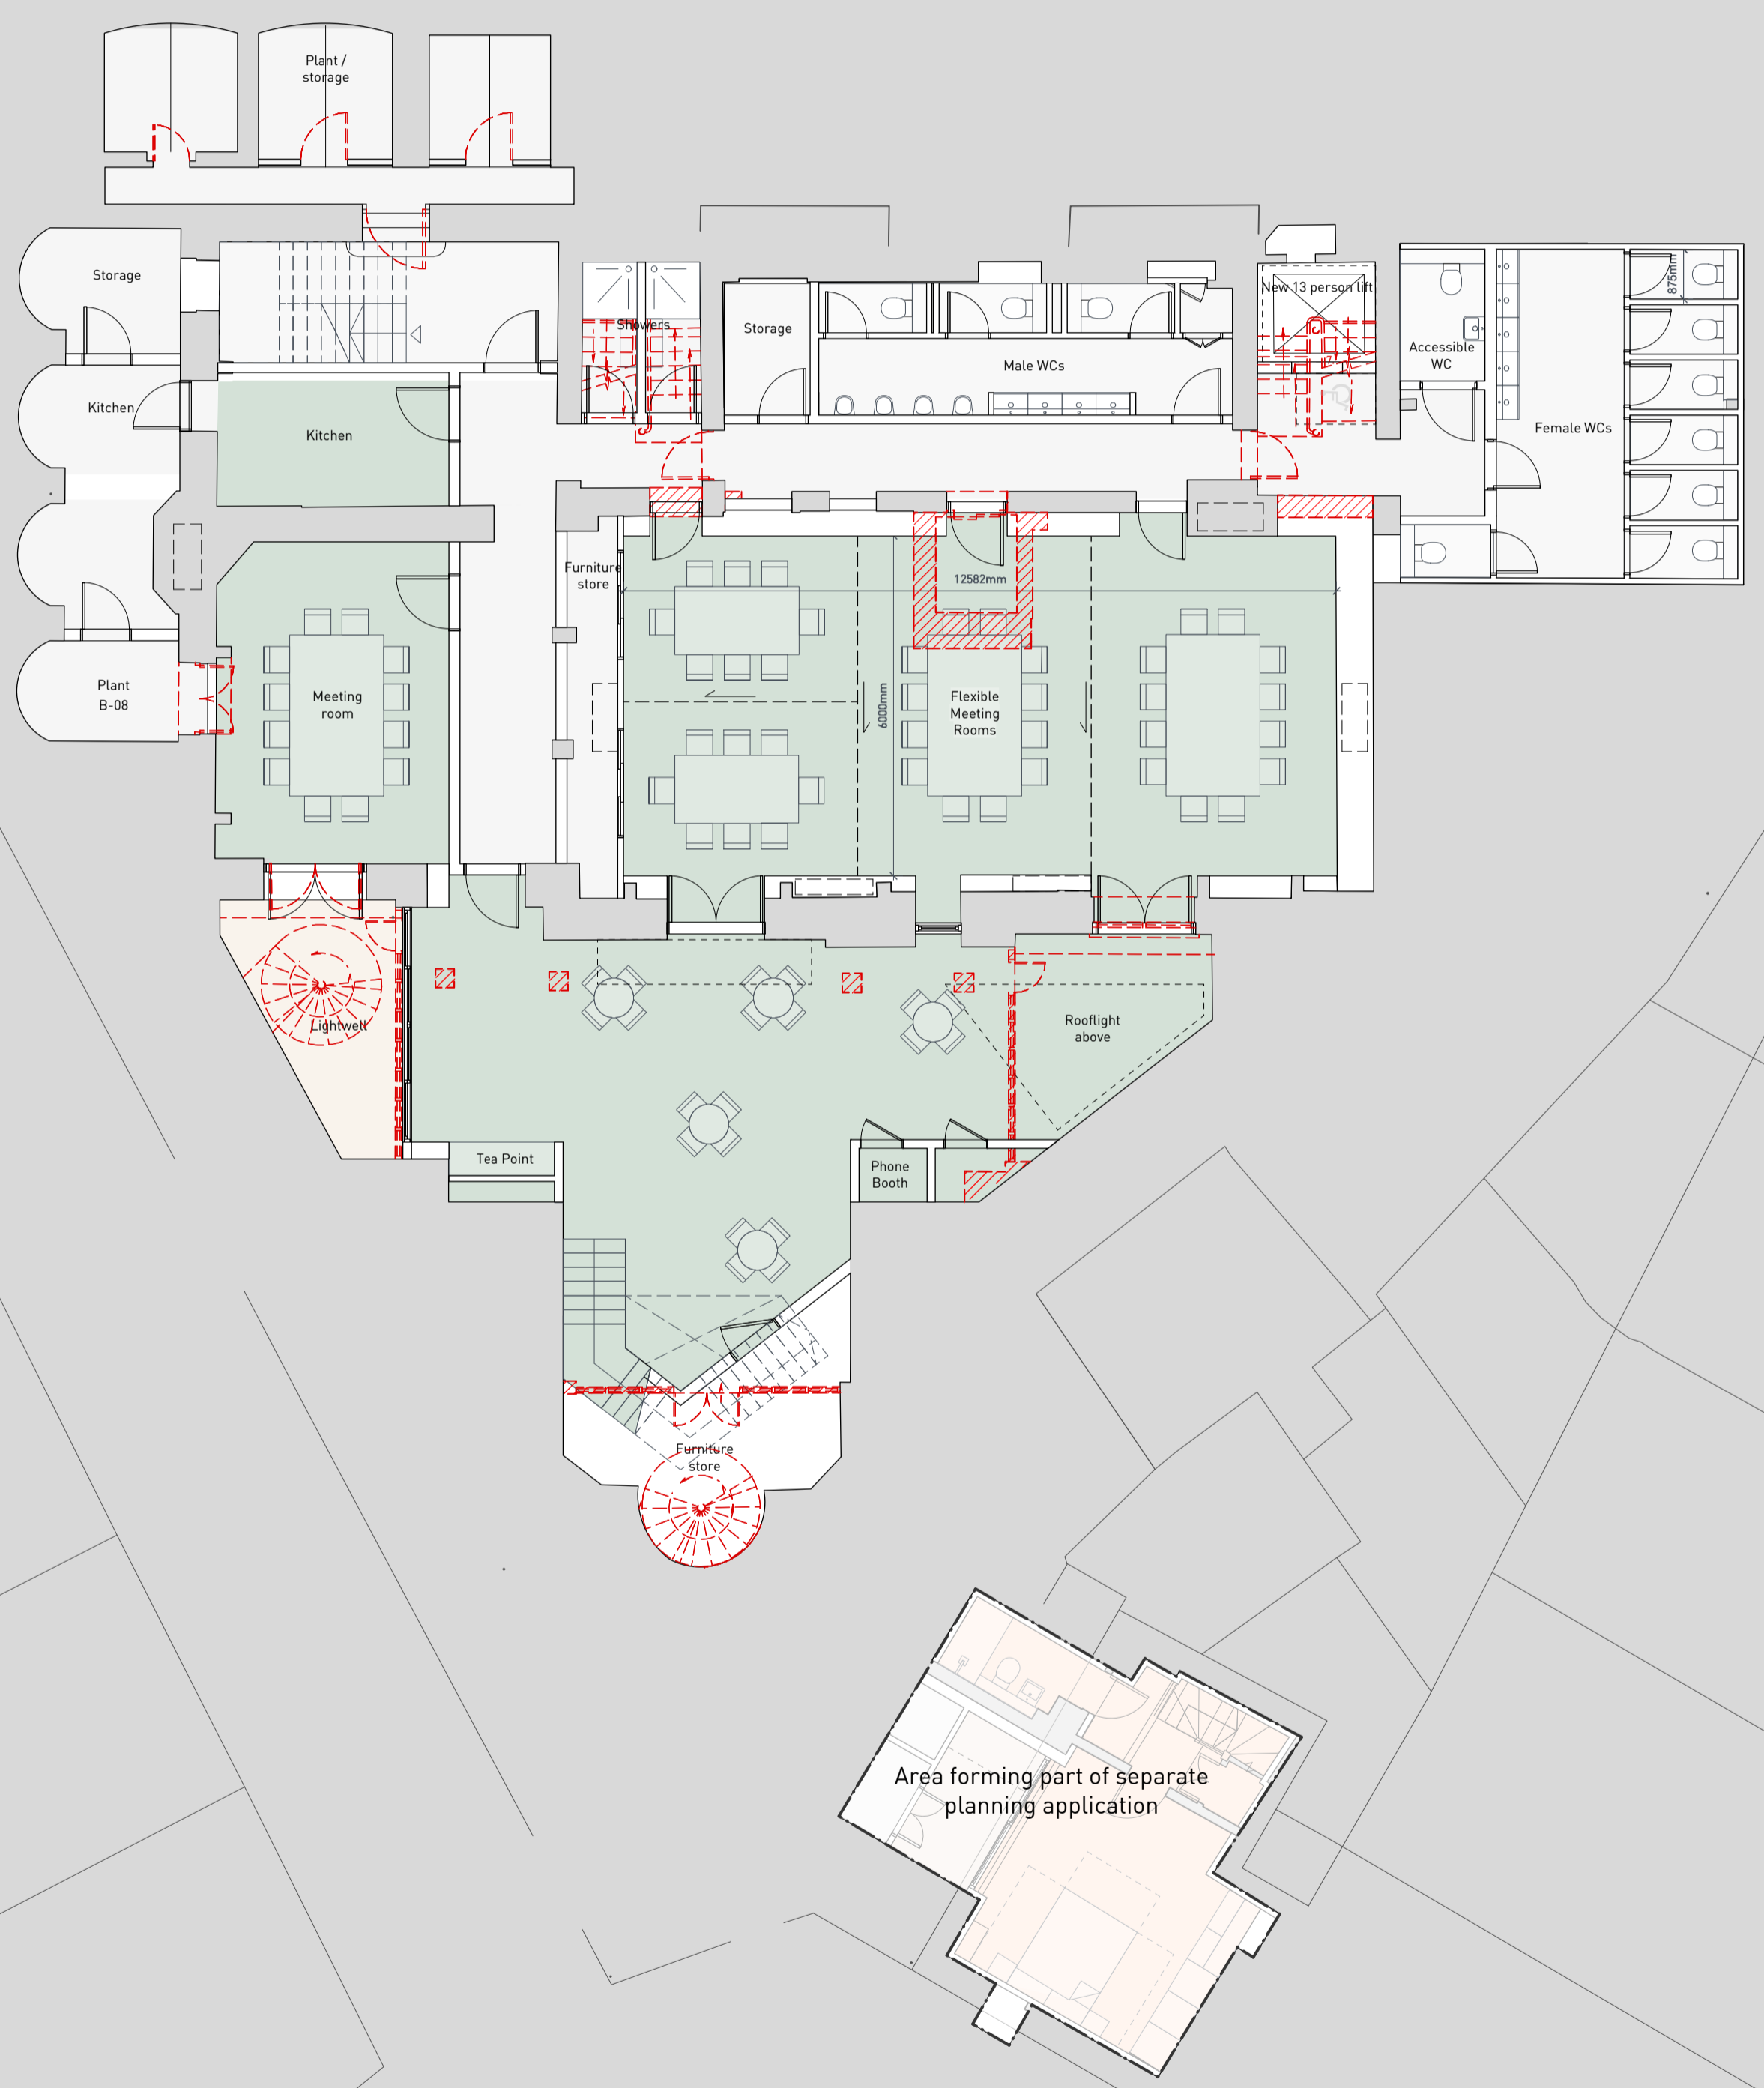 Plant /
storage
Storage
Showers
Storage
New 13 person lift
875mm
Accessible
WC
Male WCs
Kitchen
Kitchen
Female WCs
Furniture
store
12582mm
Plant
B-08
Meeting
room
6000mm
Flexible
Meeting
Rooms
Lightwell
Rooflight
above
Tea Point
Phone
Booth
Furniture
store
Area forming part of separate
planning application